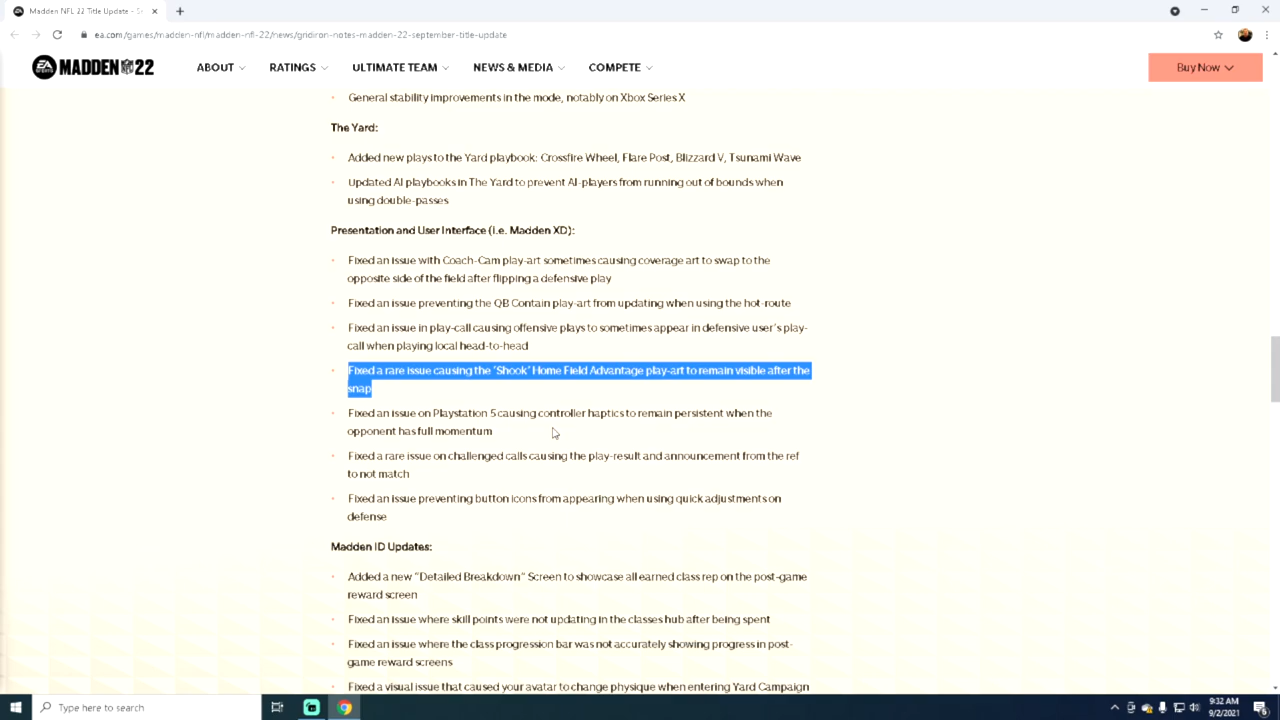 Madden NFL 22 Title Update - Se
ea.com/games/madden-nfl/madden-nfl-22/news/gridiron-notes-madden-22-september-title-update
EA SPORTS MADDEN NFL 22
ABOUT
RATINGS
ULTIMATE TEAM
NEWS & MEDIA
COMPETE
Buy Now
General stability improvements in the mode, notably on Xbox Series X
The Yard:
Added new plays to the Yard playbook: Crossfire Wheel, Flare Post, Blizzard V, Tsunami Wave
Updated AI playbooks in The Yard to prevent AI-players from running out of bounds when
using double-passes
Presentation and User Interface (i.e. Madden XD):
Fixed an issue with Coach-Cam play-art sometimes causing coverage art to swap to the
opposite side of the field after flipping a defensive play
Fixed an issue preventing the QB Contain play-art from updating when using the hot-route
Fixed an issue in play-call causing offensive plays to sometimes appear in defensive user's play-
call when playing local head-to-head
Fixed a rare issue causing the 'Shook' Home Field Advantage play-art to remain visible after the
snap
Fixed an issue on Playstation 5 causing controller haptics to remain persistent when the
opponent has full momentum
Fixed a rare issue on challenged calls causing the play-result and announcement from the ref
to not match
Fixed an issue preventing button icons from appearing when using quick adjustments on
defense
Madden ID Updates:
Added a new "Detailed Breakdown" Screen to showcase all earned class rep on the post-game
reward screen
Fixed an issue where skill points were not updating in the classes hub after being spent
Fixed an issue where the class progression bar was not accurately showing progress in post-
game reward screens
Fixed a visual issue that caused your avatar to change physique when entering Yard Campaign
Type here to search
9:32 AM
9/2/2021